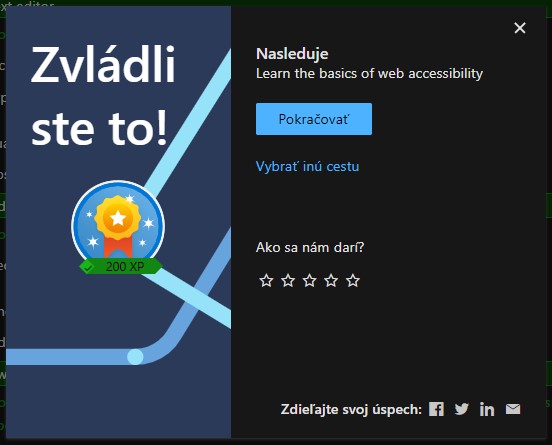 Zvládli
ste to!
200 XP
Nasleduje
Learn the basics of web accessibility
Pokračovať
Vybrať inú cestu
Ako sa nám darí?
Zdieľajte svoj úspech: